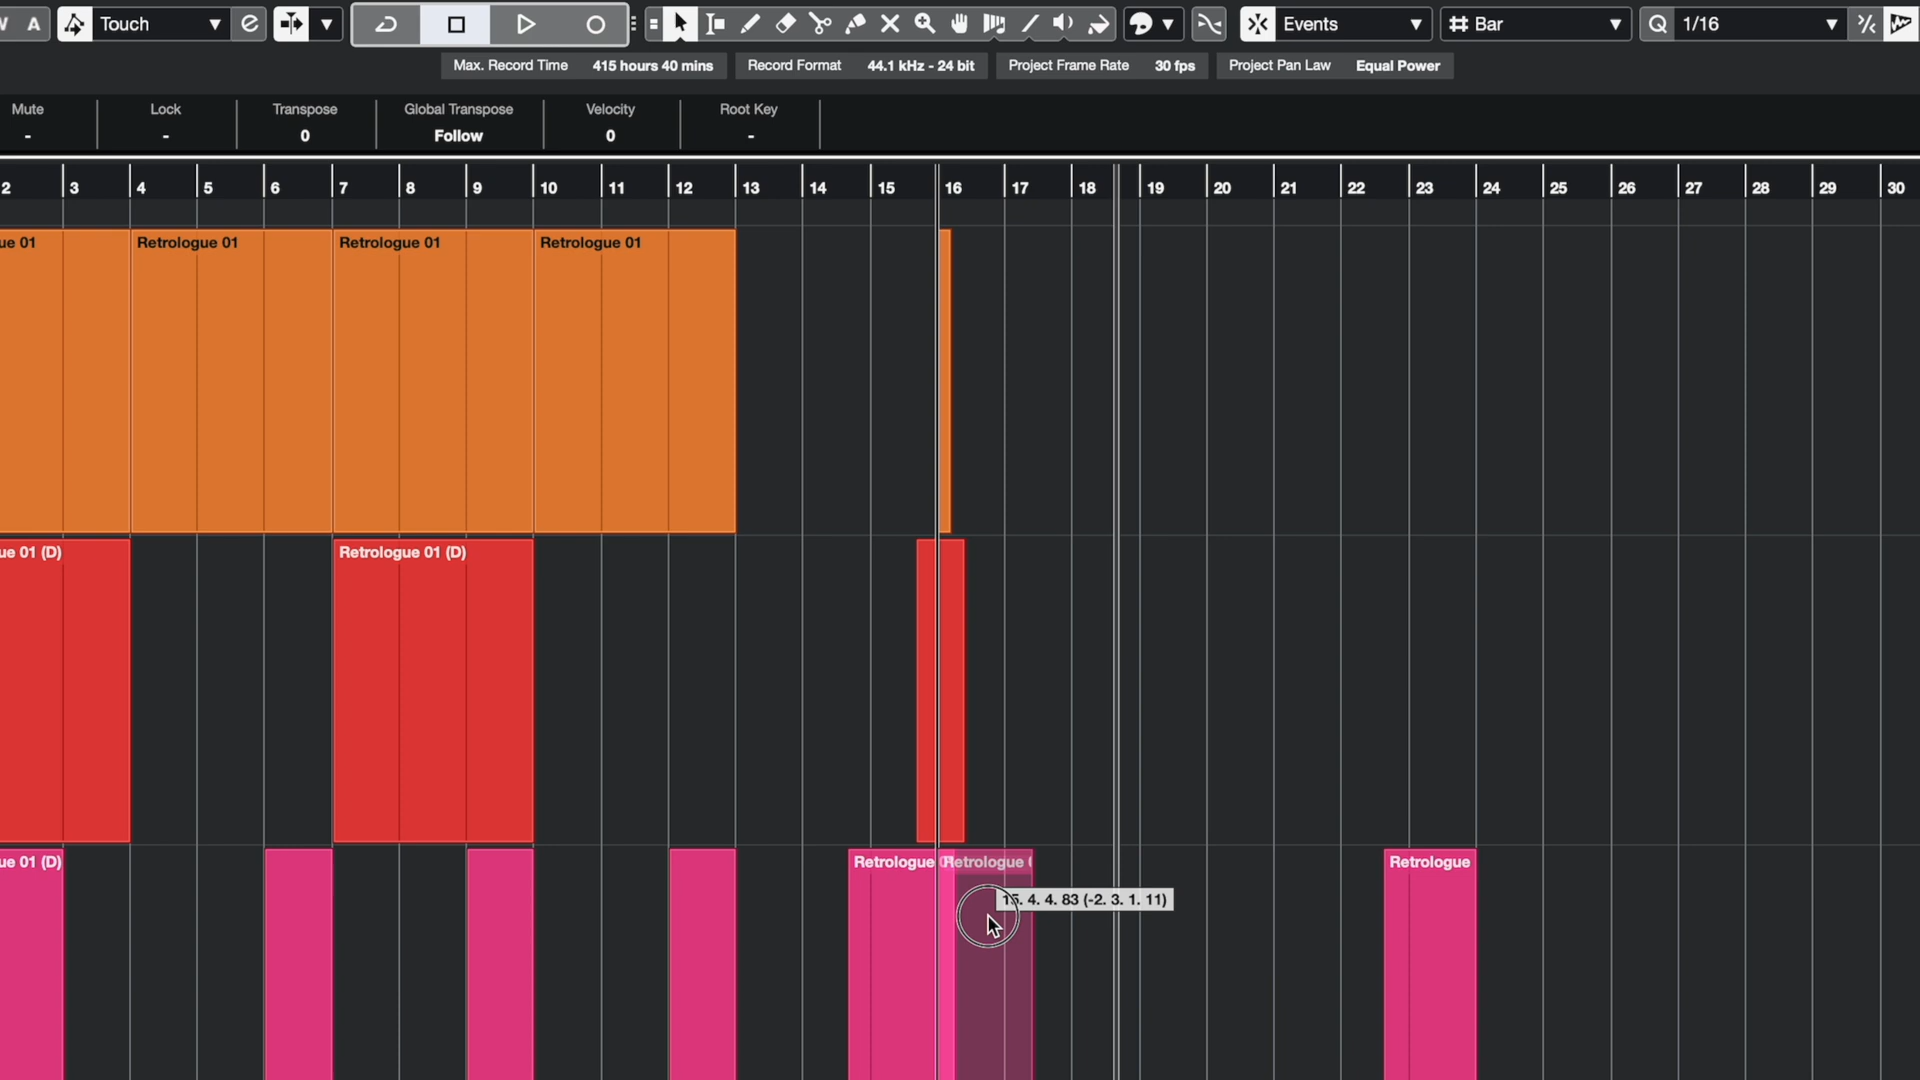 A Touch Events Bar 1/16
Max. Record Time 415 hours 40 mins Record Format 44.1 kHz - 24 bit Project Frame Rate 30 fps Project Pan Law Equal Power
Mute Lock Transpose Global Transpose Velocity Root Key
- - 0 Follow 0 -
2 3 4 5 6 7 8 9 10 11 12 13 14 15 16 17 18 19 20 21 22 23 24 25 26 27 28 29 30
ue 01 Retrologue 01 Retrologue 01 Retrologue 01
ue 01 (D) Retrologue 01 (D)
ue 01 (D) Retrologue Retrologue Retrologue
15. 4. 4. 83 (-2. 3. 1. 11)